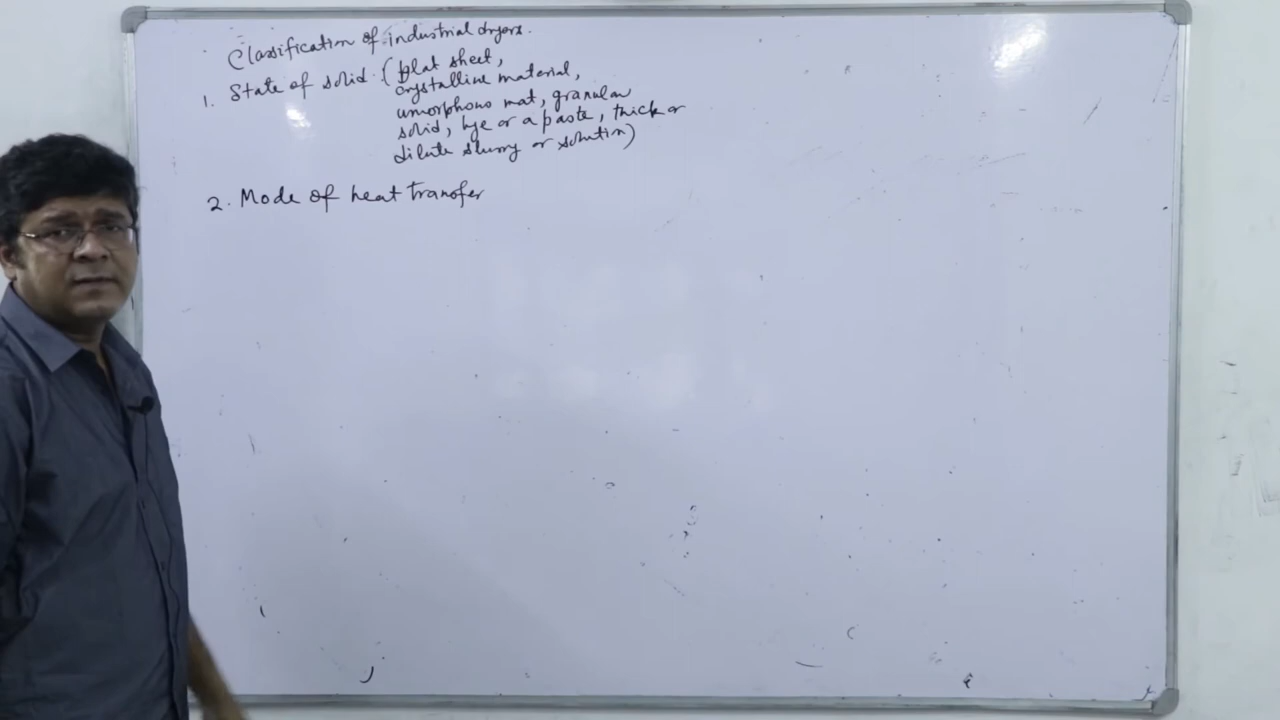 Classification of industrial dryers.
1. State of solid. (flat sheet,
crystalline material,
amorphous mat, granular
solid, lye or a paste, thick or
dilute slurry or solution)
2. Mode of heat transfer